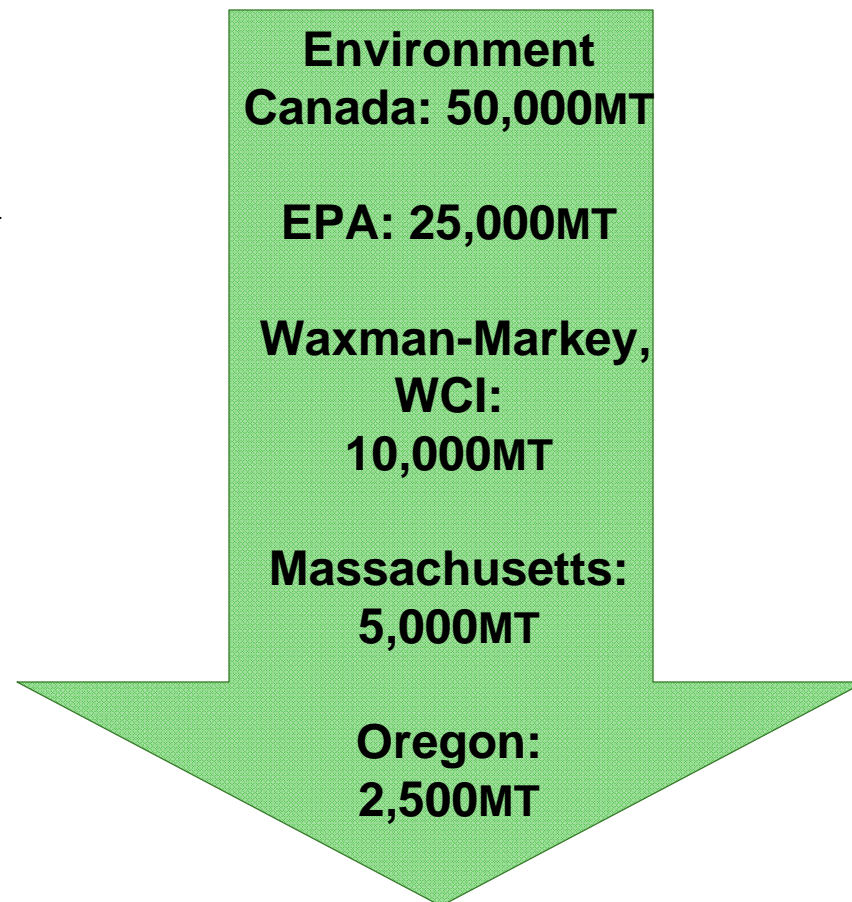 Environment
Canada: 50,000MT
EPA: 25,000MT
Waxman-Markey,
WCI:
10,000MT
Massachusetts:
5,000MT
Oregon:
2,500MT